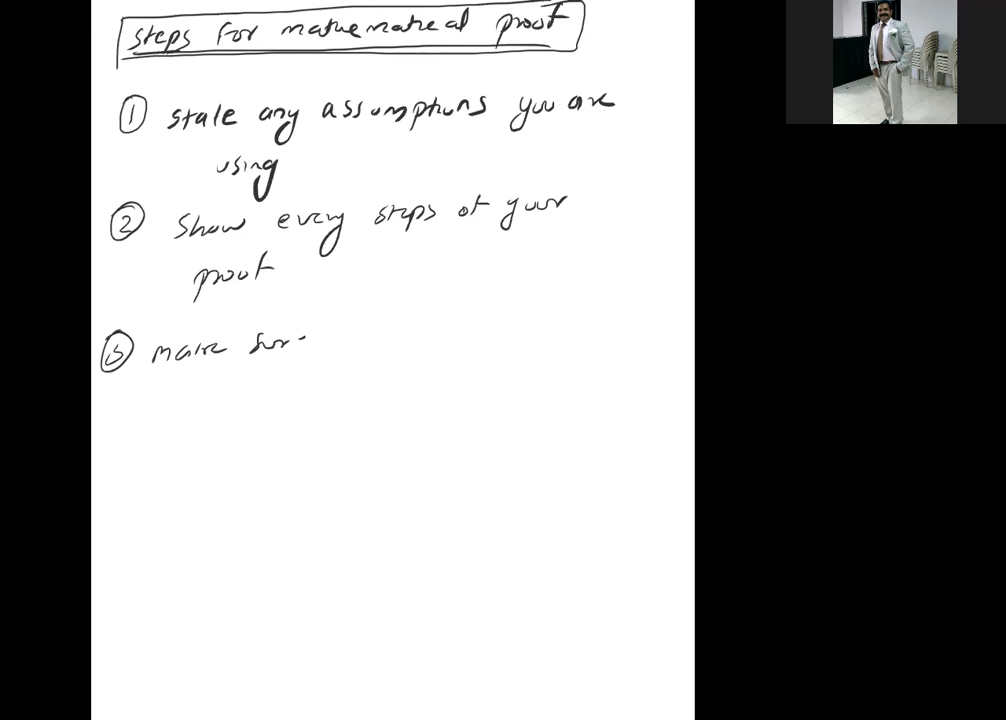 steps for mathematical proof
① state any assumptions you are
using
② show every steps of your
proof
③ make sur